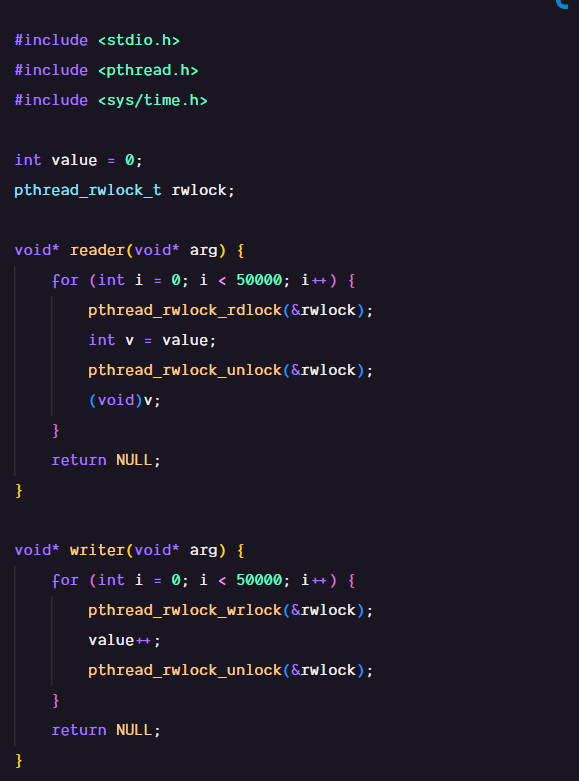 #include <stdio.h>
#include <pthread.h>
#include <sys/time.h>
int value = 0;
pthread_rwlock_t rwlock;
void* reader(void* arg) {
for (int i = 0; i < 50000; i++) {
pthread_rwlock_rdlock(&rwlock);
int v = value;
pthread_rwlock_unlock(&rwlock);
(void)v;
}
return NULL;
}
void* writer(void* arg) {
for (int i = 0; i < 50000; i++) {
pthread_rwlock_wrlock(&rwlock);
value++;
pthread_rwlock_unlock(&rwlock);
}
return NULL;
}